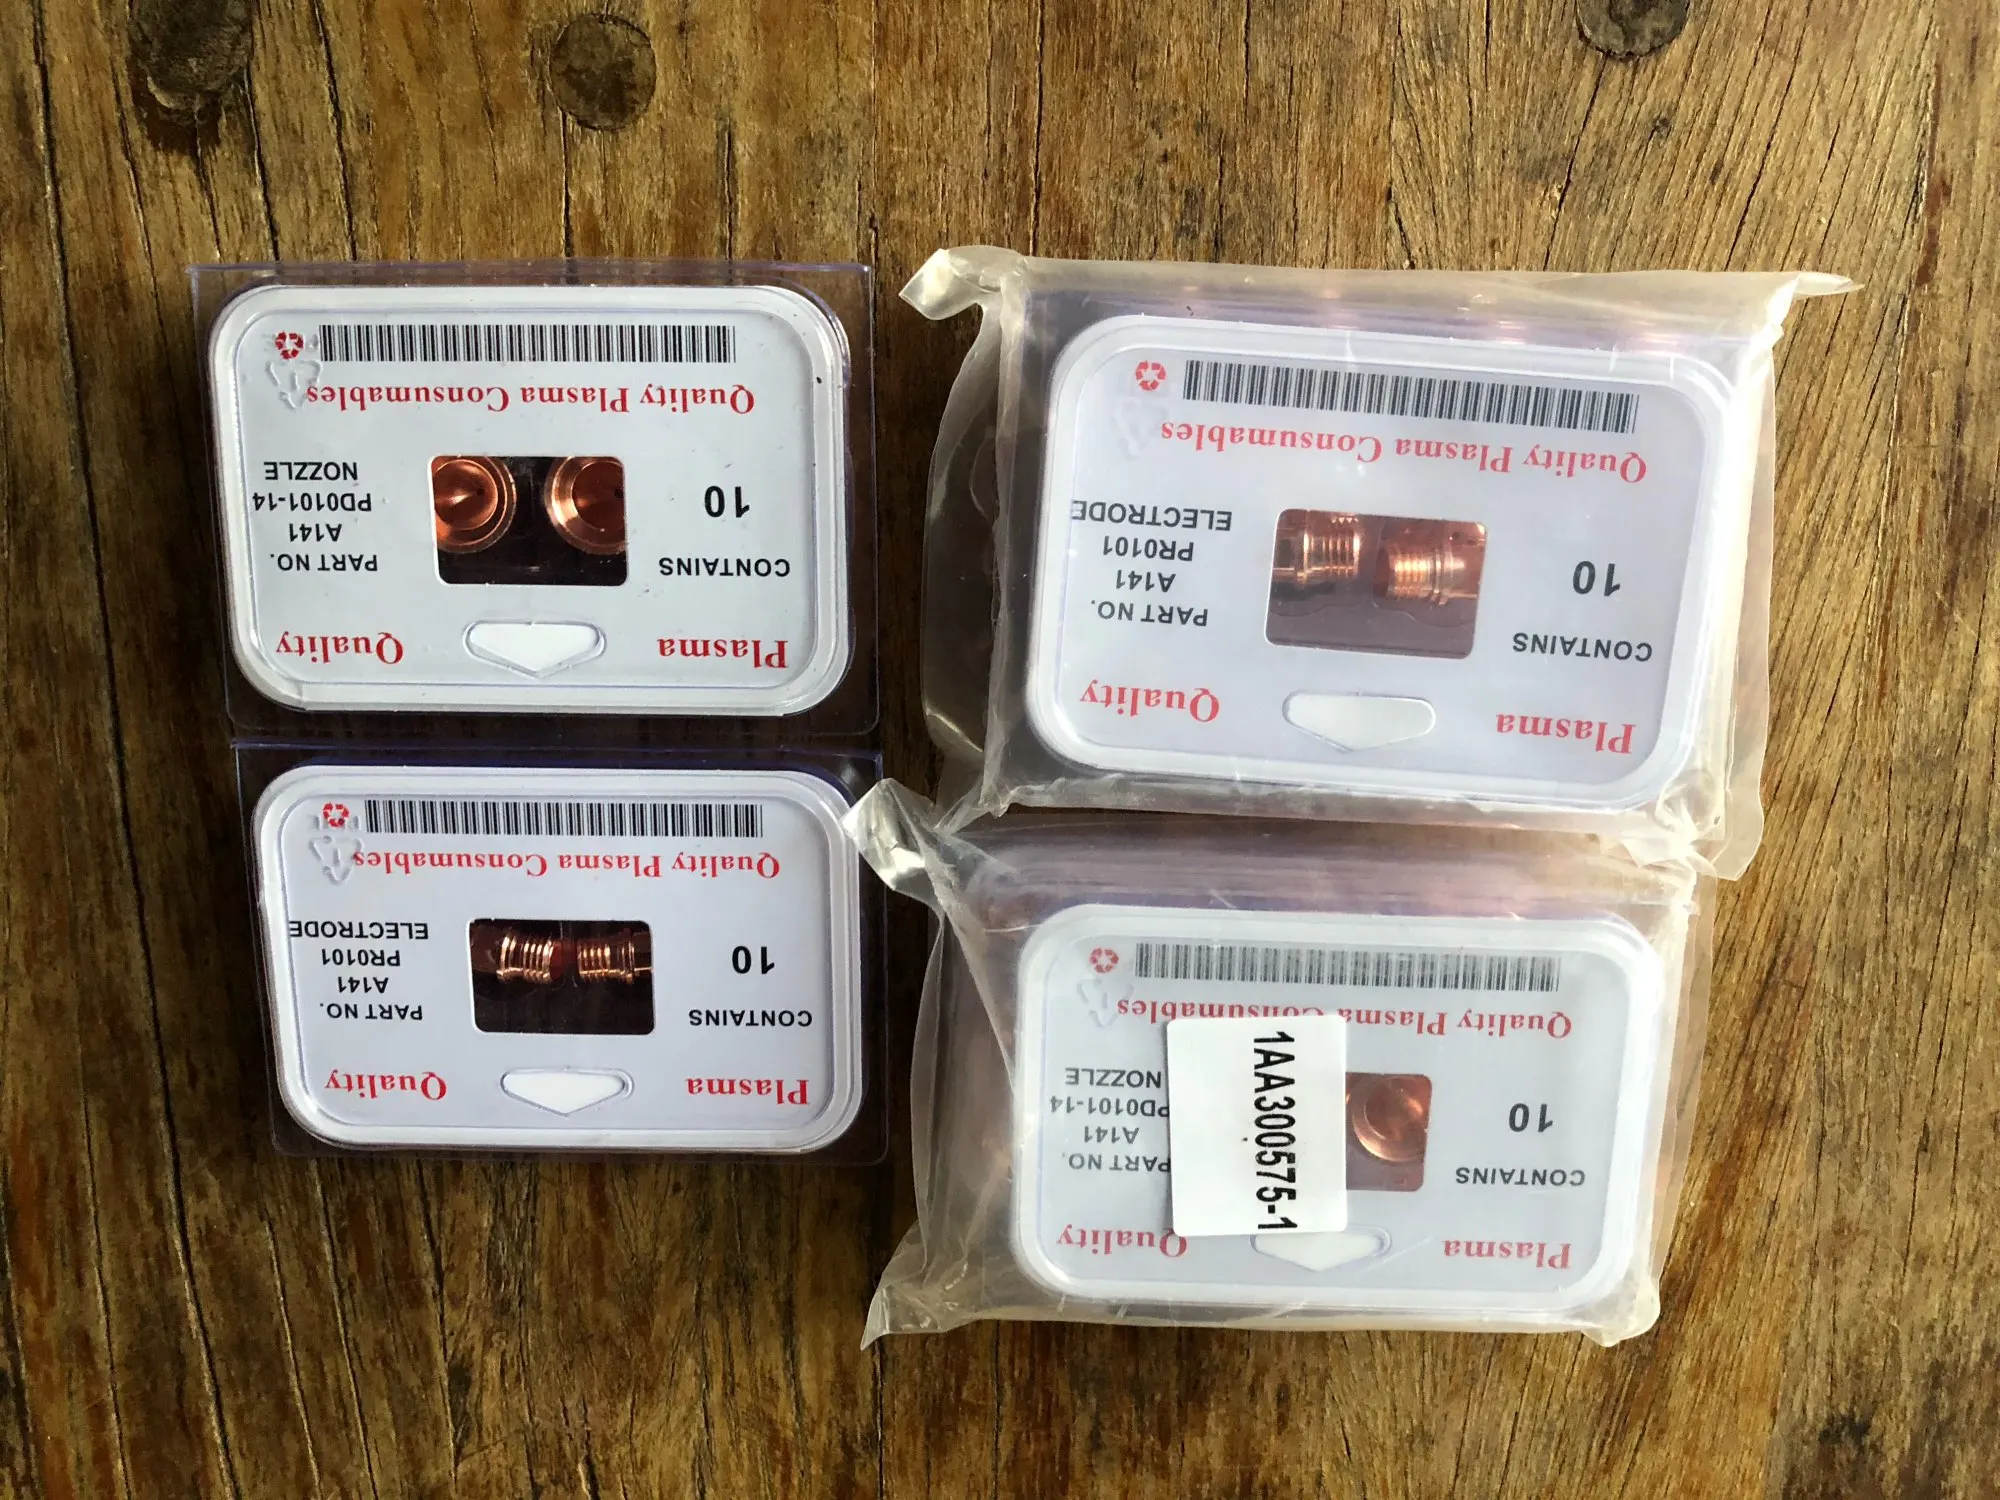 Plasma Quality
CONTAINS
10
PART NO.
A141
PD0101-14
NOZZLE
Quality Plasma Consumables
Plasma Quality
CONTAINS
10
PART NO.
A141
PR0101
ELECTRODE
Quality Plasma Consumables
Plasma Quality
CONTAINS
10
PART NO.
A141
PR0101
ELECTRODE
Quality Plasma Consumables
Plasma Quality
CONTAINS
10
PART NO.
A141
PD0101-14
NOZZLE
Quality Plasma Consumables
1AA300575-1